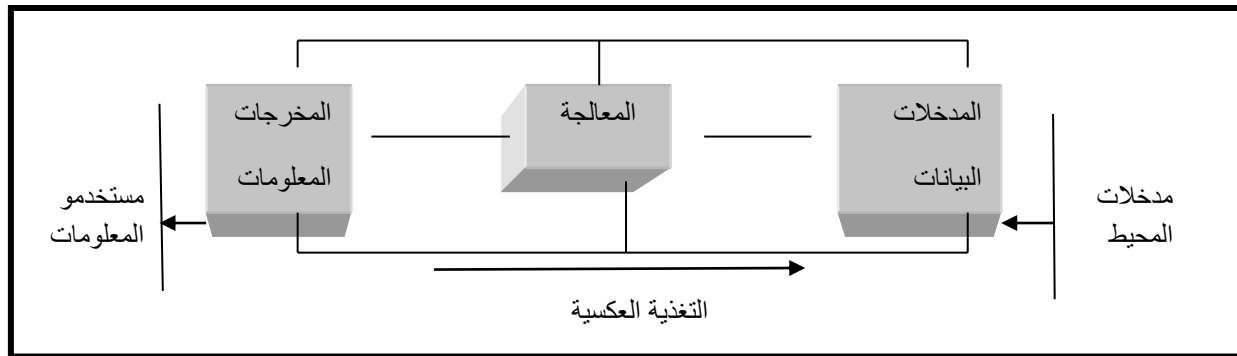 المدخلات
البيانات
المعالجة
المخرجات
المعلومات
مدخلات
المحيط
مستخدمو
المعلومات
التغذية العكسية